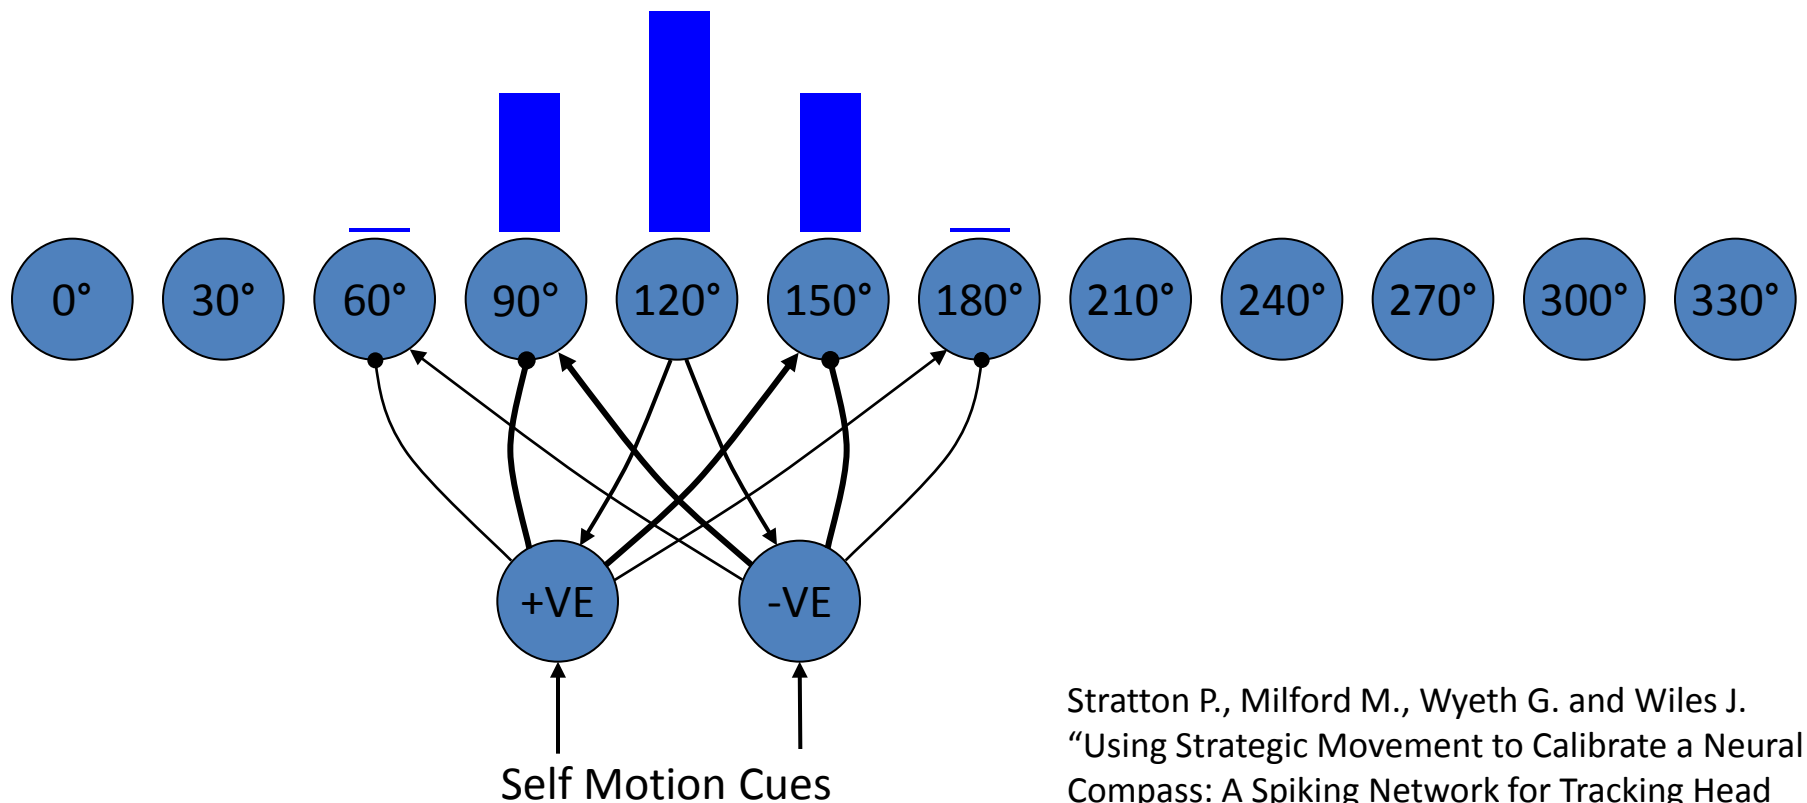 0° 30° 60° 90° 120° 150° 180° 210° 240° 270° 300° 330°
+VE -VE
Self Motion Cues
Stratton P., Milford M., Wyeth G. and Wiles J.
“Using Strategic Movement to Calibrate a Neural
Compass: A Spiking Network for Tracking Head